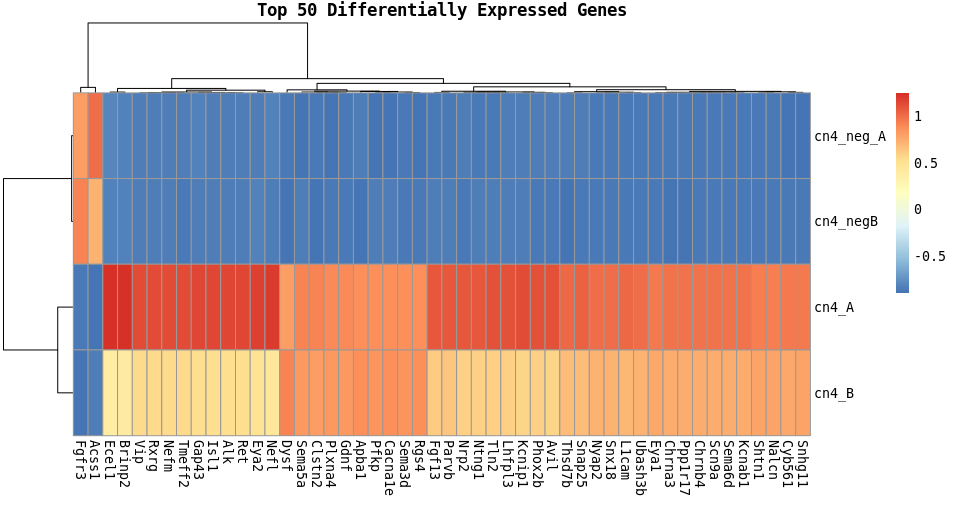 Top 50 Differentially Expressed Genes
cn4_neg_A
cn4_negB
cn4_A
cn4_B
1
0.5
0
-0.5
Fgfr3
Acss1
Ecel1
Brinp2
Vip
Rxrg
Nefm
Tmeff2
Gap43
Isl1
Alk
Ret
Eya2
Nefl
Dysf
Sema5a
Clstn2
Plxna4
Gdnf
Apba1
Pfkp
Cacna1e
Sema3d
Rgs4
Fgf13
Parvb
Nrp2
Ntng1
Tln2
Lhfpl3
Kcnip1
Phox2b
Avil
Thsd7b
Snap25
Nyap2
Snx18
L1cam
Ubash3b
Eya1
Chrna3
Ppp1r17
Chrnb4
Scn9a
Sema6d
Kcnab1
Shtn1
Nalcn
Cyb561
Snhg11